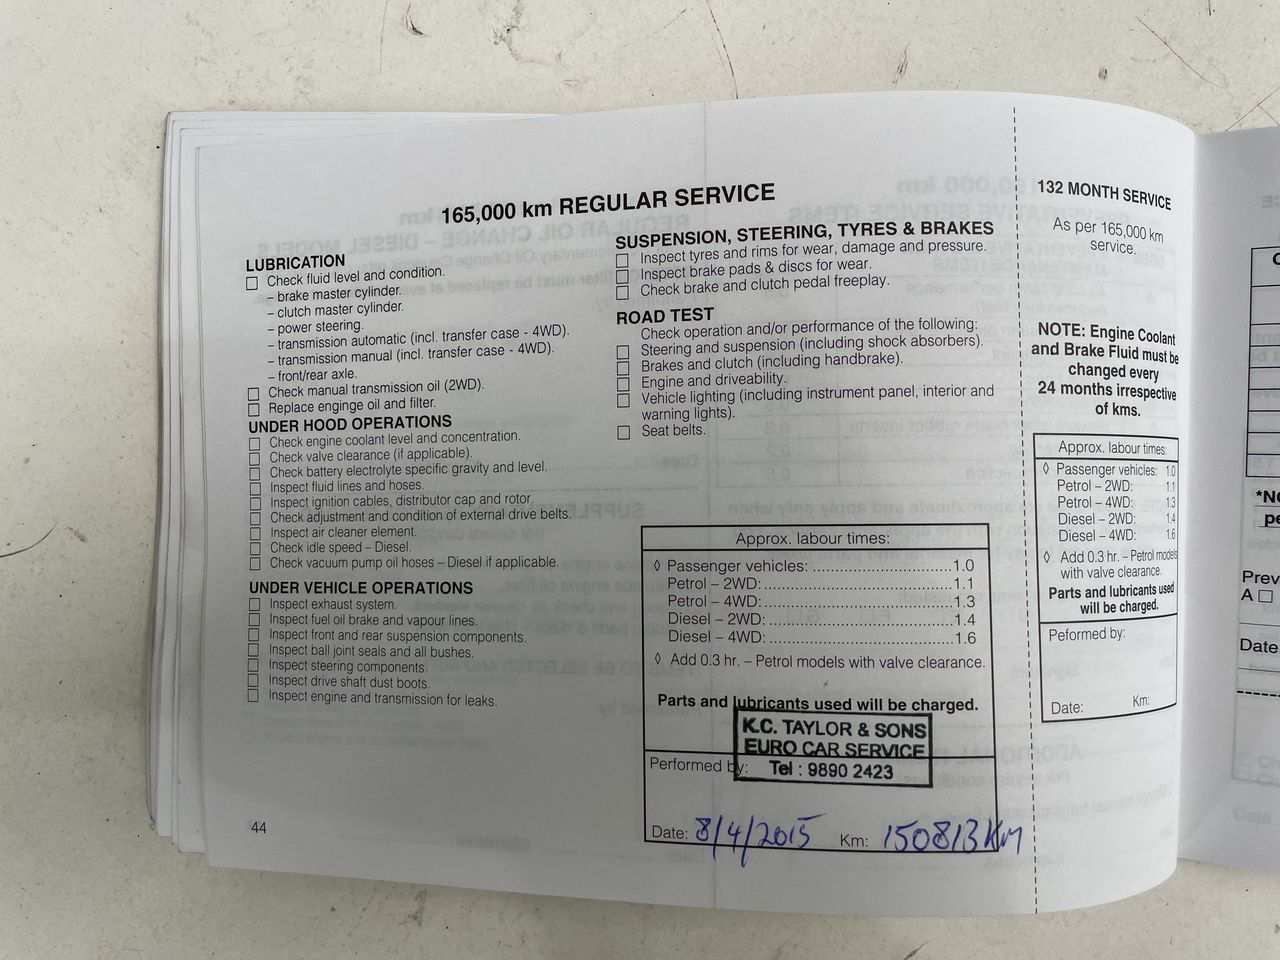 165,000 km REGULAR SERVICE
LUBRICATION
Check fluid level and condition.
– brake master cylinder.
– clutch master cylinder.
– power steering.
– transmission automatic (incl. transfer case - 4WD).
– transmission manual (incl. transfer case - 4WD).
– front/rear axle.
Check manual transmission oil (2WD).
Replace enginge oil and filter.
UNDER HOOD OPERATIONS
Check engine coolant level and concentration.
Check valve clearance (if applicable).
Check battery electrolyte specific gravity and level.
Inspect fluid lines and hoses.
Inspect ignition cables, distributor cap and rotor.
Check adjustment and condition of external drive belts.
Inspect air cleaner element.
Check idle speed – Diesel.
Check vacuum pump oil hoses – Diesel if applicable.
UNDER VEHICLE OPERATIONS
Inspect exhaust system.
Inspect fuel oil brake and vapour lines.
Inspect front and rear suspension components.
Inspect ball joint seals and all bushes.
Inspect steering components.
Inspect drive shaft dust boots.
Inspect engine and transmission for leaks.
44
SUSPENSION, STEERING, TYRES & BRAKES
Inspect tyres and rims for wear, damage and pressure.
Inspect brake pads & discs for wear.
Check brake and clutch pedal freeplay.
ROAD TEST
Check operation and/or performance of the following:
Steering and suspension (including shock absorbers).
Brakes and clutch (including handbrake).
Engine and driveability.
Vehicle lighting (including instrument panel, interior and
warning lights).
Seat belts.
Approx. labour times:
◊ Passenger vehicles: 1.0
Petrol – 2WD: 1.1
Petrol – 4WD: 1.3
Diesel – 2WD: 1.4
Diesel – 4WD: 1.6
◊ Add 0.3 hr. – Petrol models with valve clearance.
Parts and lubricants used will be charged.
K.C. TAYLOR & SONS
EURO CAR SERVICE
Tel : 9890 2423
Performed by:
Date: 8/4/2015 Km: 150813KM
132 MONTH SERVICE
As per 165,000 km
service.
NOTE: Engine Coolant
and Brake Fluid must be
changed every
24 months irrespective
of kms.
Approx. labour times:
◊ Passenger vehicles: 1.0
Petrol – 2WD: 1.1
Petrol – 4WD: 1.3
Diesel – 2WD: 1.4
Diesel – 4WD: 1.6
◊ Add 0.3 hr. – Petrol models
with valve clearance.
Parts and lubricants used
will be charged.
Peformed by:
Date: Km:
*NO
Prev
A
Date